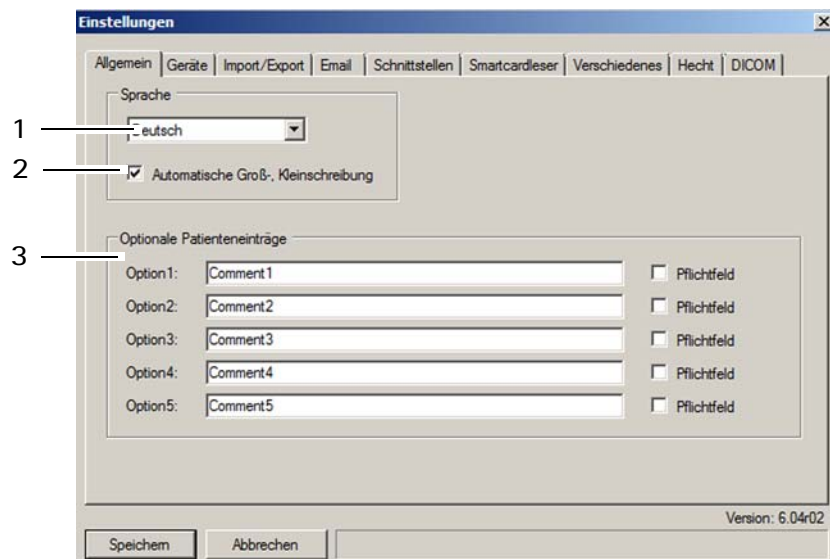 Einstellungen
Allgemein Geräte Import/Export Email Schnittstellen Smartcardleser Verschiedenes Hecht DICOM
Sprache
1
Deutsch
2
Automatische Groß-, Kleinschreibung
3
Optionale Patienteneinträge
Option1: Comment1 Pflichtfeld
Option2: Comment2 Pflichtfeld
Option3: Comment3 Pflichtfeld
Option4: Comment4 Pflichtfeld
Option5: Comment5 Pflichtfeld
Version: 6.04r02
Speichern Abbrechen